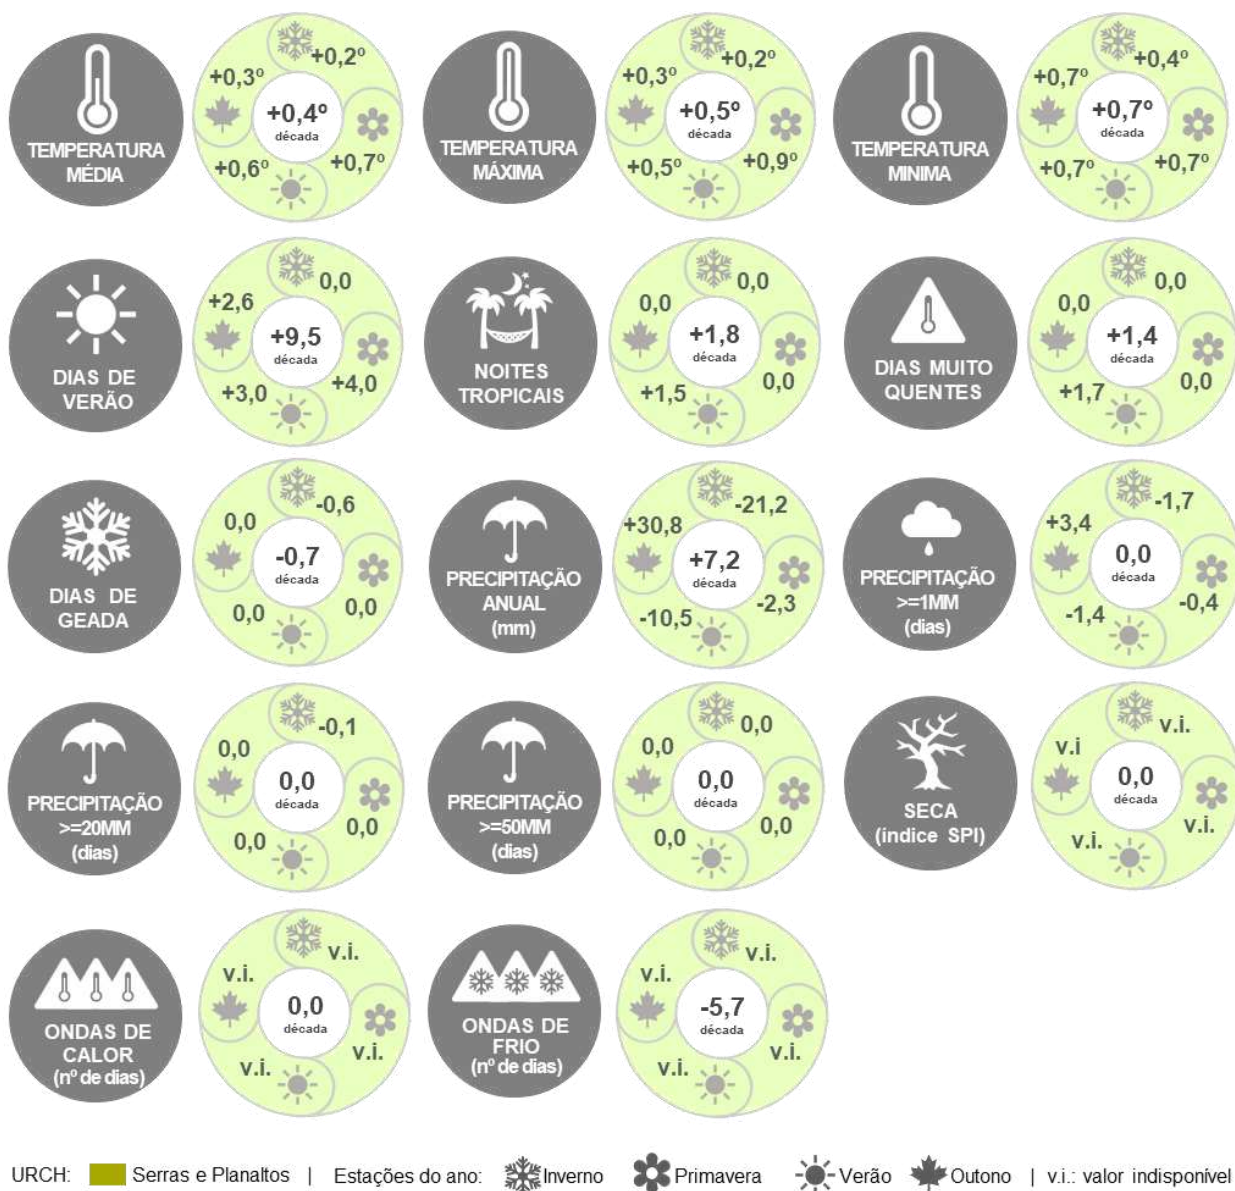 TEMPERATURA
MÉDIA
+0,2º
+0,3º
+0,4º
década
+0,6º
+0,7º
TEMPERATURA
MÁXIMA
+0,2º
+0,3º
+0,5º
década
+0,5º
+0,9º
TEMPERATURA
MINIMA
+0,4º
+0,7º
+0,7º
década
+0,7º
+0,7º
DIAS DE
VERÃO
0,0
+2,6
+9,5
década
+3,0
+4,0
NOITES
TROPICAIS
0,0
0,0
+1,8
década
+1,5
0,0
DIAS MUITO
QUENTES
0,0
0,0
+1,4
década
+1,7
0,0
DIAS DE
GEADA
-0,6
0,0
-0,7
década
0,0
0,0
PRECIPITAÇÃO
ANUAL
(mm)
-21,2
+30,8
+7,2
década
-10,5
-2,3
PRECIPITAÇÃO
>=1MM
(dias)
-1,7
+3,4
0,0
década
-1,4
-0,4
PRECIPITAÇÃO
>=20MM
(dias)
-0,1
0,0
0,0
década
0,0
0,0
PRECIPITAÇÃO
>=50MM
(dias)
0,0
0,0
0,0
década
0,0
0,0
SECA
(índice SPI)
v.i.
v.i
0,0
década
v.i.
v.i.
ONDAS DE
CALOR
(nº de dias)
v.i.
v.i.
0,0
década
v.i.
v.i.
ONDAS DE
FRIO
(nº de dias)
v.i.
v.i.
-5,7
década
v.i.
v.i.
URCH: Serras e Planaltos | Estações do ano: Inverno Primavera Verão Outono | v.i.: valor indisponível